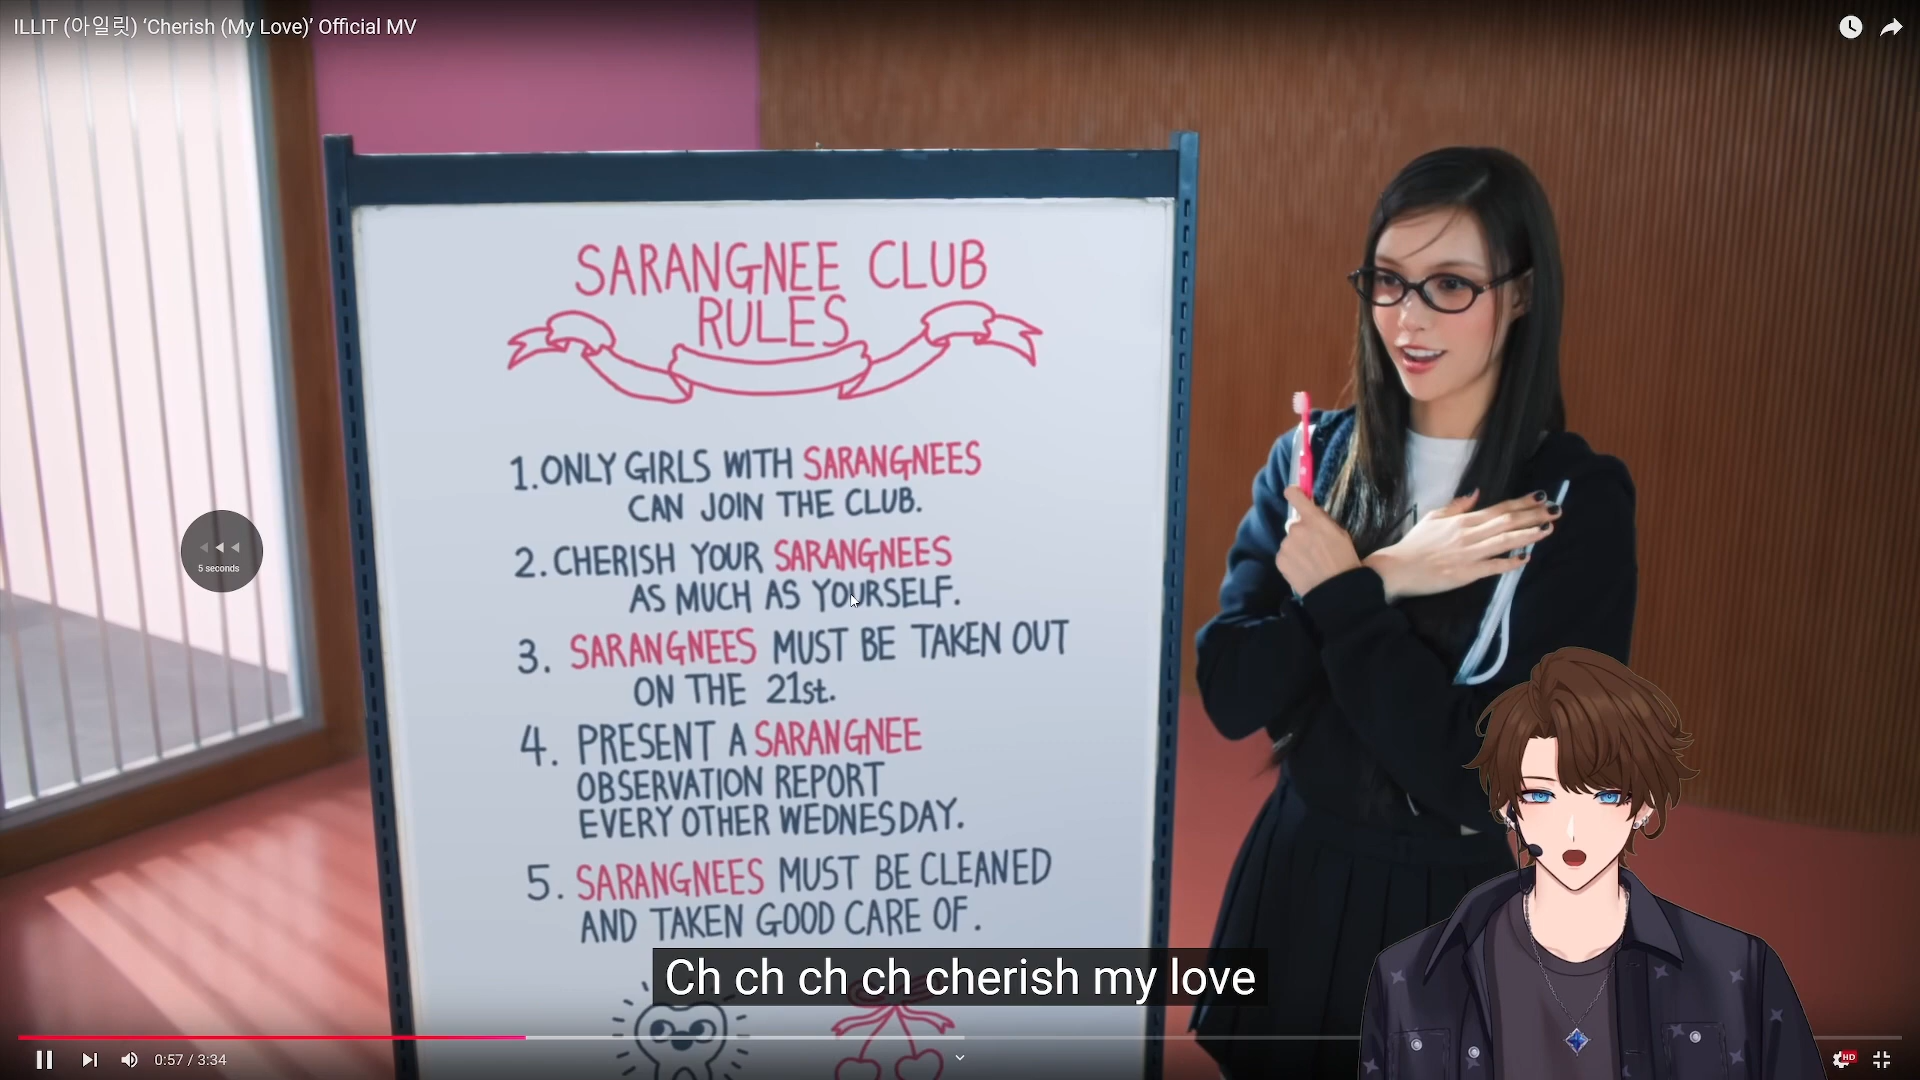 ILLIT (아일릿) ‘Cherish (My Love)’ Official MV
SARANGNEE CLUB
RULES
1. ONLY GIRLS WITH SARANGNEES
CAN JOIN THE CLUB.
2. CHERISH YOUR SARANGNEES
AS MUCH AS YOURSELF.
3. SARANGNEES MUST BE TAKEN OUT
ON THE 21st.
4. PRESENT A SARANGNEE
OBSERVATION REPORT
EVERY OTHER WEDNESDAY.
5. SARANGNEES MUST BE CLEANED
AND TAKEN GOOD CARE OF.
5 seconds
Ch ch ch ch cherish my love
0:57 / 3:34
HD